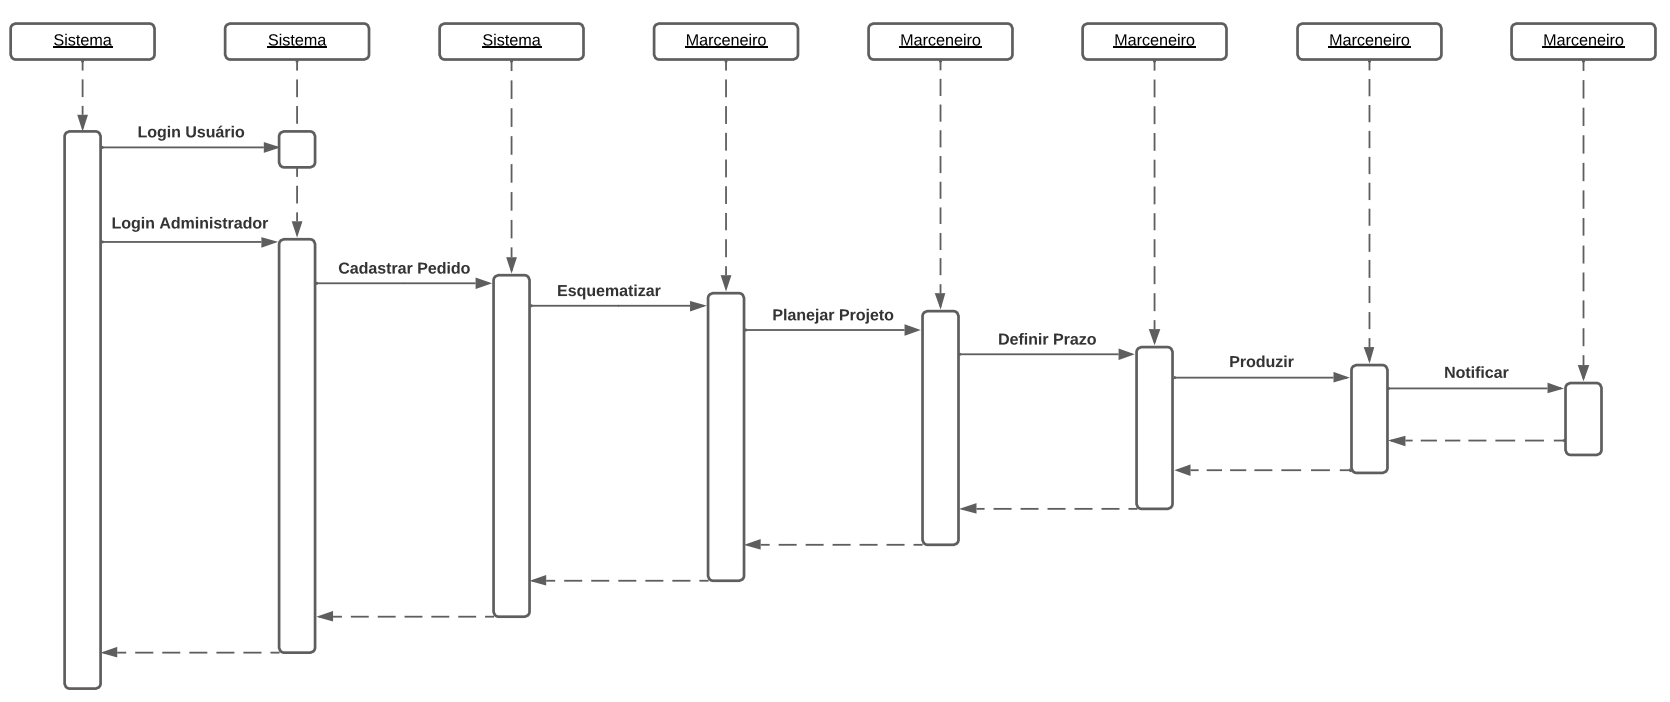 Sistema
Sistema
Sistema
Marceneiro
Marceneiro
Marceneiro
Marceneiro
Marceneiro
Login Usuário
Login Administrador
Cadastrar Pedido
Esquematizar
Planejar Projeto
Definir Prazo
Produzir
Notificar